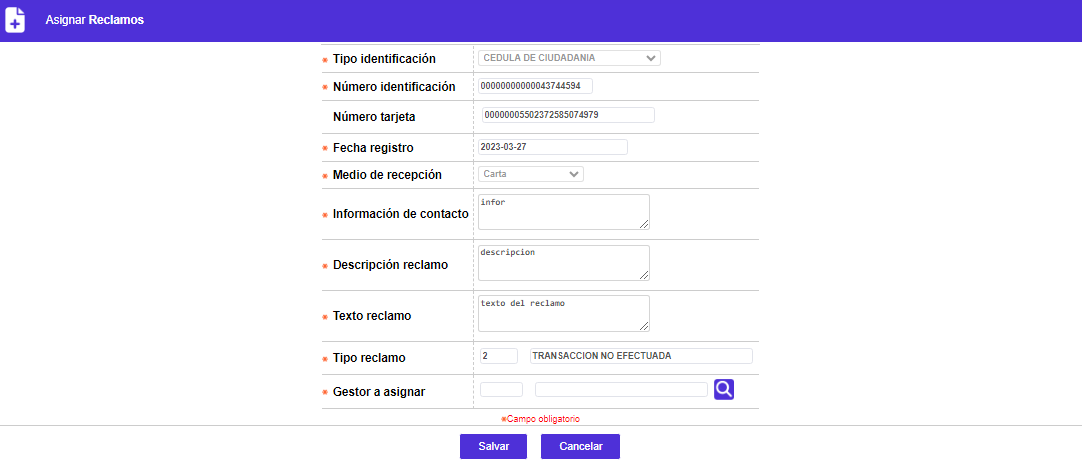 Asignar Reclamos
* Tipo identificación CEDULA DE CIUDADANIA
* Número identificación 00000000000043744594
Número tarjeta 00000005502372585074979
* Fecha registro 2023-03-27
* Medio de recepción Carta
* Información de contacto infor
* Descripción reclamo descripcion
* Texto reclamo texto del reclamo
* Tipo reclamo 2 TRANSACCION NO EFECTUADA
* Gestor a asignar
*Campo obligatorio
Salvar Cancelar